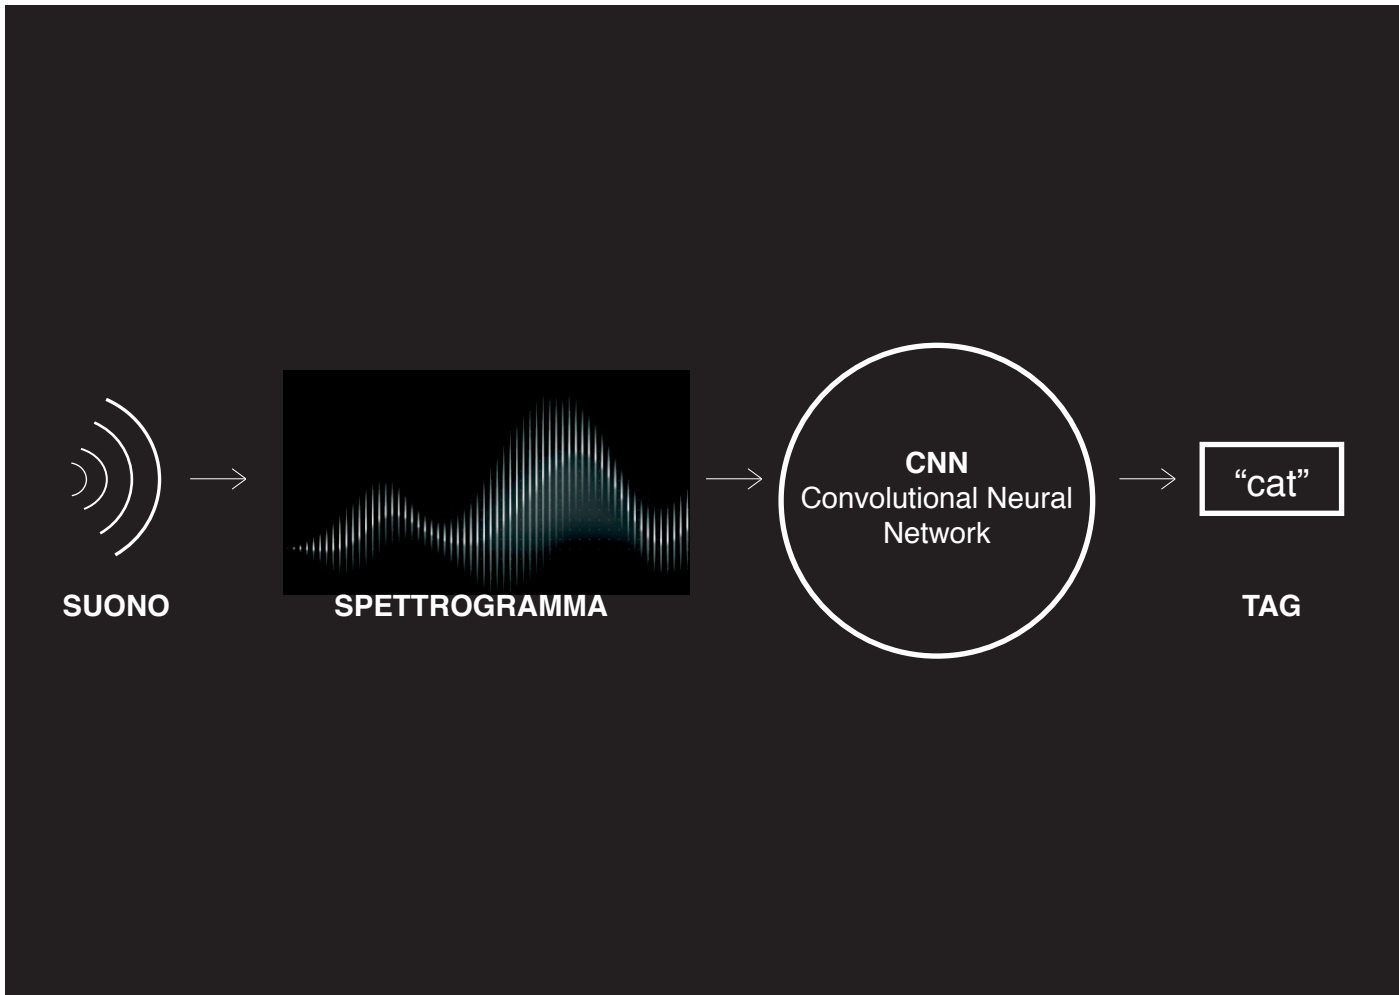 CNN
Convolutional Neural
Network
“cat”
SUONO
SPETTROGRAMMA
TAG